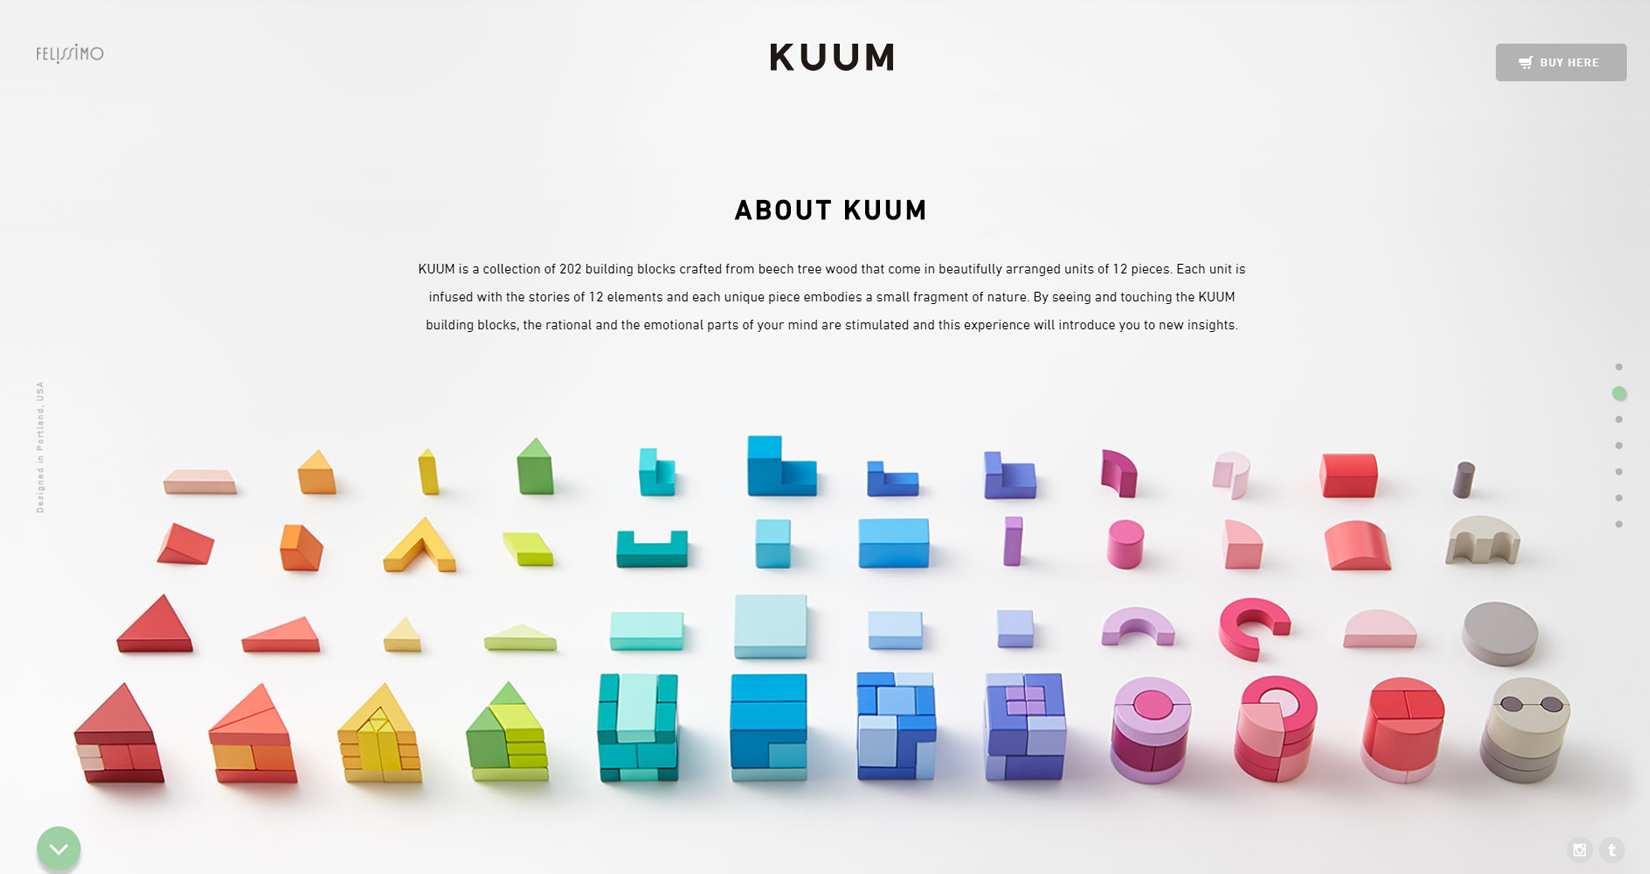 FELISSIMO
KUUM
BUY HERE
ABOUT KUUM
KUUM is a collection of 202 building blocks crafted from beech tree wood that come in beautifully arranged units of 12 pieces. Each unit is
infused with the stories of 12 elements and each unique piece embodies a small fragment of nature. By seeing and touching the KUUM
building blocks, the rational and the emotional parts of your mind are stimulated and this experience will introduce you to new insights.
Designed in Portland, USA